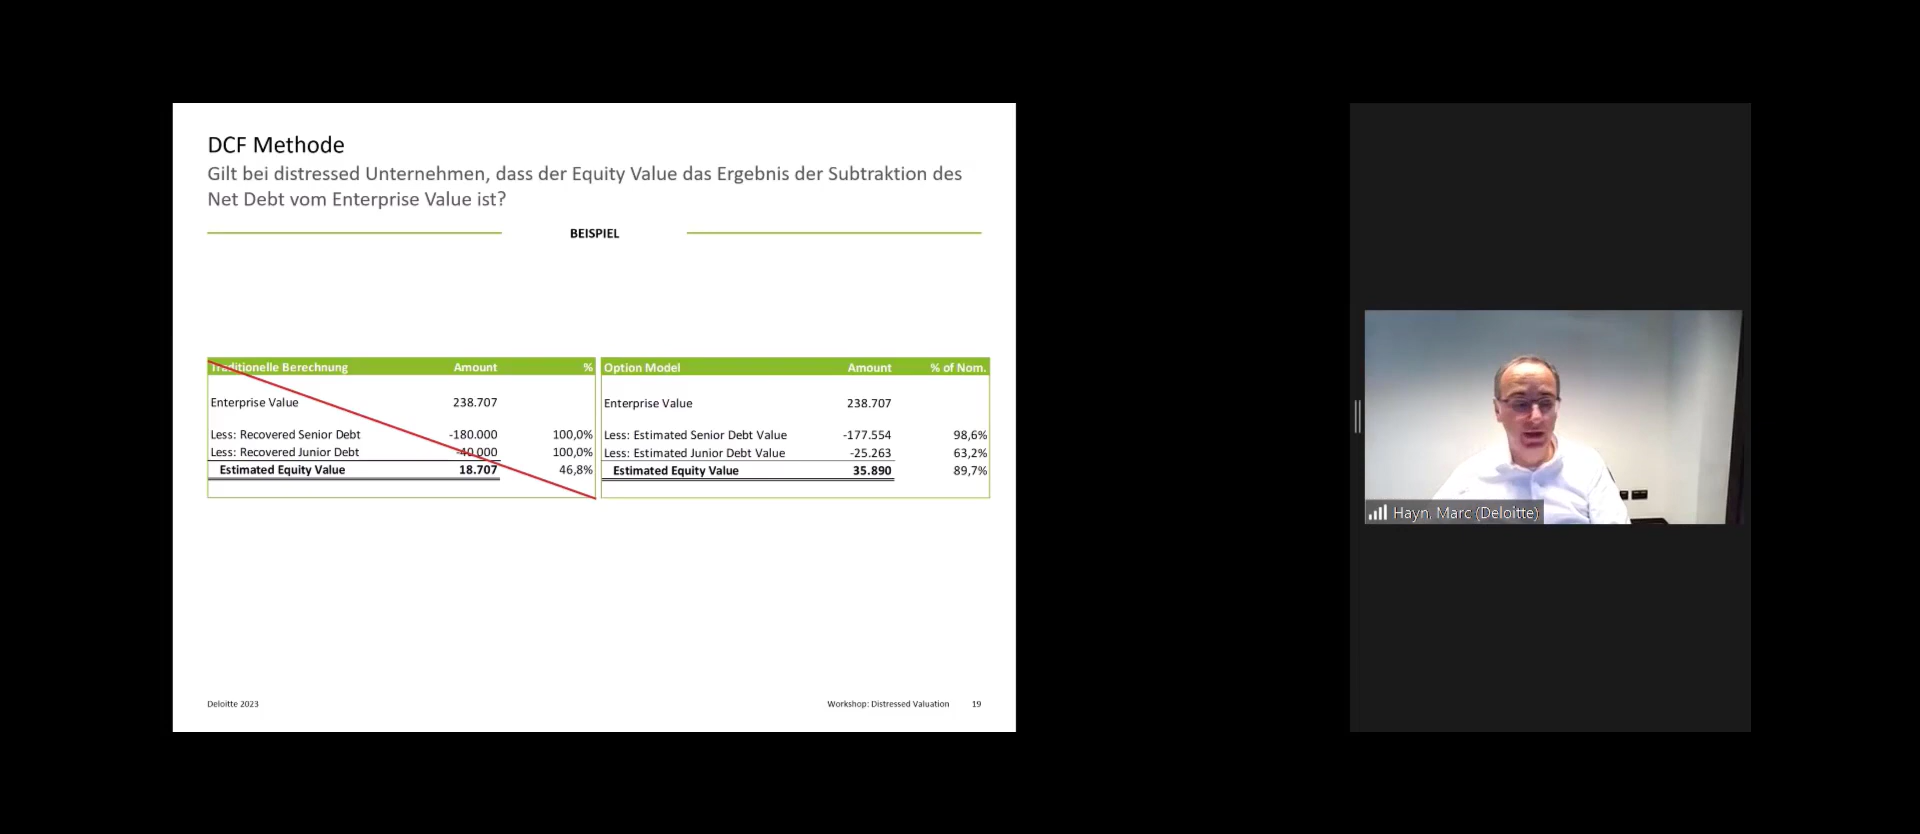 DCF Methode
Gilt bei distressed Unternehmen, dass der Equity Value das Ergebnis der Subtraktion des
Net Debt vom Enterprise Value ist?
BEISPIEL
Traditionelle Berechnung Amount %
Enterprise Value 238.707
Less: Recovered Senior Debt -180.000 100,0%
Less: Recovered Junior Debt -40.000 100,0%
Estimated Equity Value 18.707 46,8%
Option Model Amount % of Nom.
Enterprise Value 238.707
Less: Estimated Senior Debt Value -177.554 98,6%
Less: Estimated Junior Debt Value -25.263 63,2%
Estimated Equity Value 35.890 89,7%
Deloitte 2023
Workshop: Distressed Valuation 19
Hayn, Marc (Deloitte)